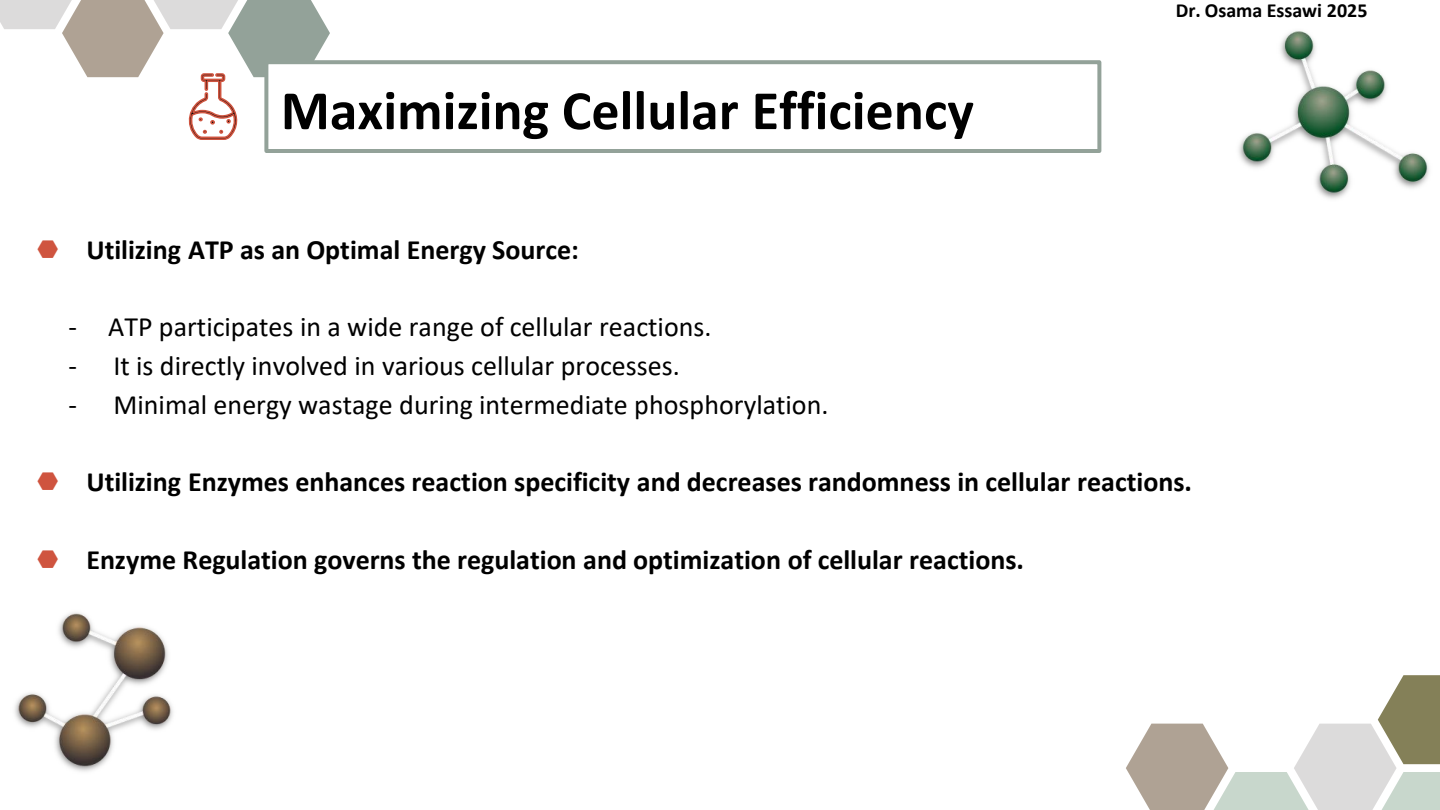 Dr. Osama Essawi 2025
Maximizing Cellular Efficiency
Utilizing ATP as an Optimal Energy Source:
- ATP participates in a wide range of cellular reactions.
- It is directly involved in various cellular processes.
- Minimal energy wastage during intermediate phosphorylation.
Utilizing Enzymes enhances reaction specificity and decreases randomness in cellular reactions.
Enzyme Regulation governs the regulation and optimization of cellular reactions.